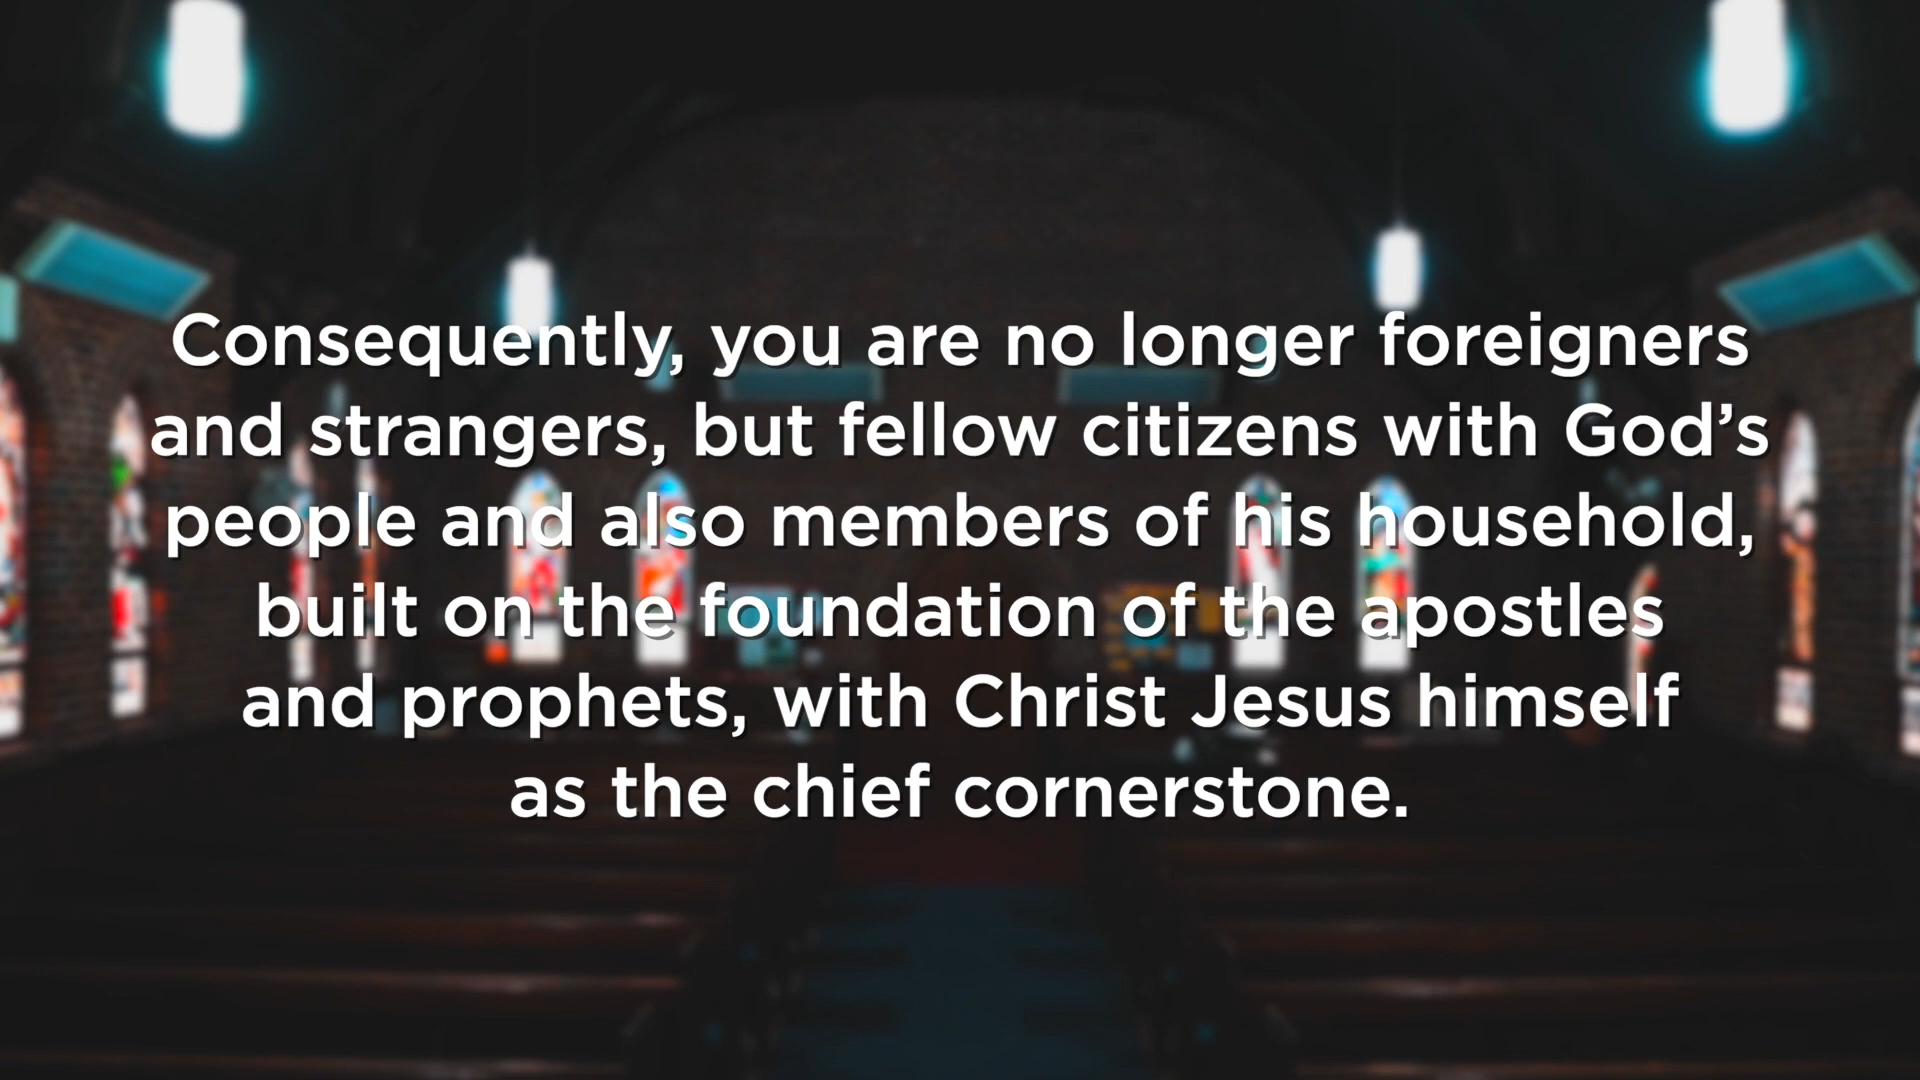 Consequently, you are no longer foreigners
and strangers, but fellow citizens with God’s
people and also members of his household,
built on the foundation of the apostles
and prophets, with Christ Jesus himself
as the chief cornerstone.